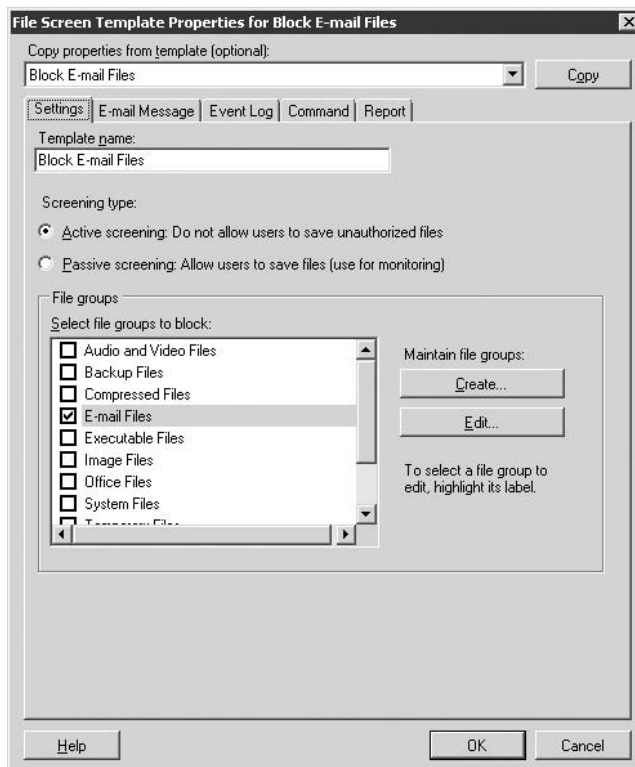 File Screen Template Properties for Block E-mail Files
Copy properties from template (optional):
Block E-mail Files
Copy
Settings E-mail Message Event Log Command Report
Template name:
Block E-mail Files
Screening type:
Active screening: Do not allow users to save unauthorized files
Passive screening: Allow users to save files (use for monitoring)
File groups
Select file groups to block:
Audio and Video Files
Backup Files
Compressed Files
E-mail Files
Executable Files
Image Files
Office Files
System Files
Temporary Files
Maintain file groups:
Create...
Edit...
To select a file group to
edit, highlight its label.
Help
OK
Cancel